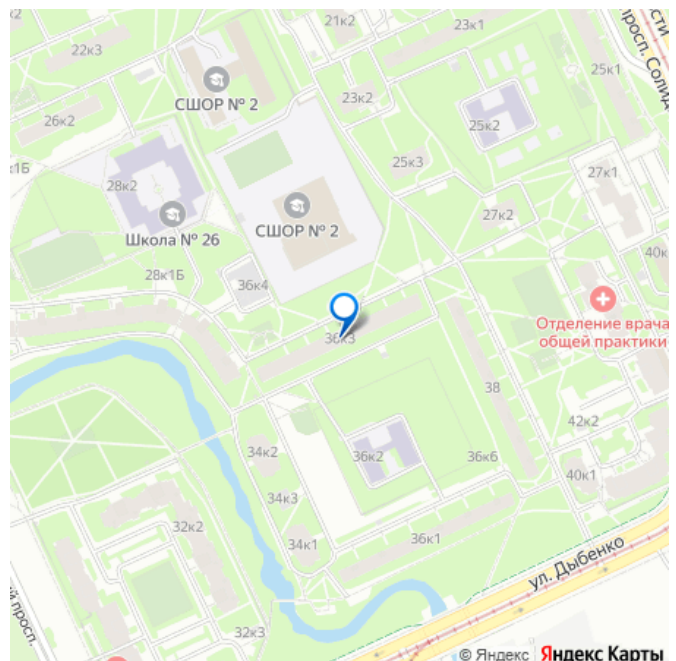 21к2
23к1
22к3
сти
просп. Солид
25к1
СШОР № 2
23к2
26к2
25к2
к1Б
25к3
28к2
27к1
27к2
Школа № 26
СШОР № 2
40к
28к1Б
36к4
Отделение врача
общей практики
36к3
38
42к2
34к2
36к2
36к6
40к1
34к3
32к2
34к1
36к1
ул. Дыбенко
й просп.
32к3
© Яндекс Яндекс Карты